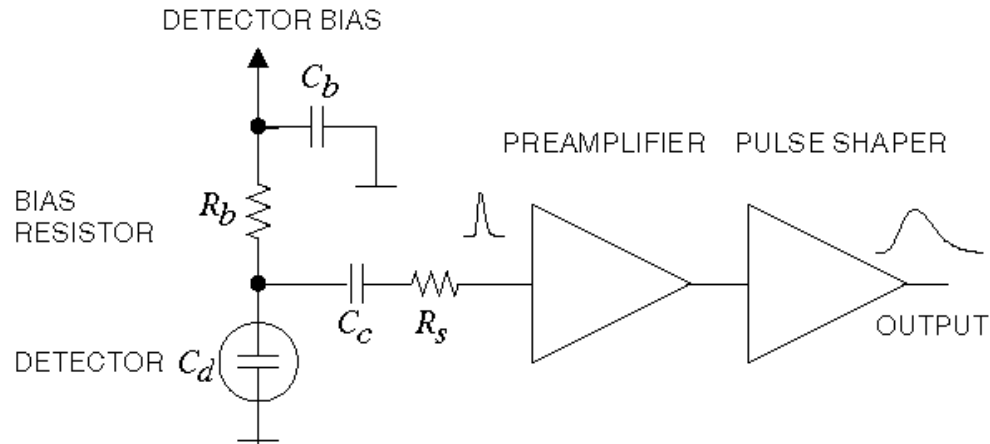 DETECTOR BIAS
C_b
PREAMPLIFIER
PULSE SHAPER
BIAS
RESISTOR
R_b
C_c
R_s
OUTPUT
DETECTOR
C_d